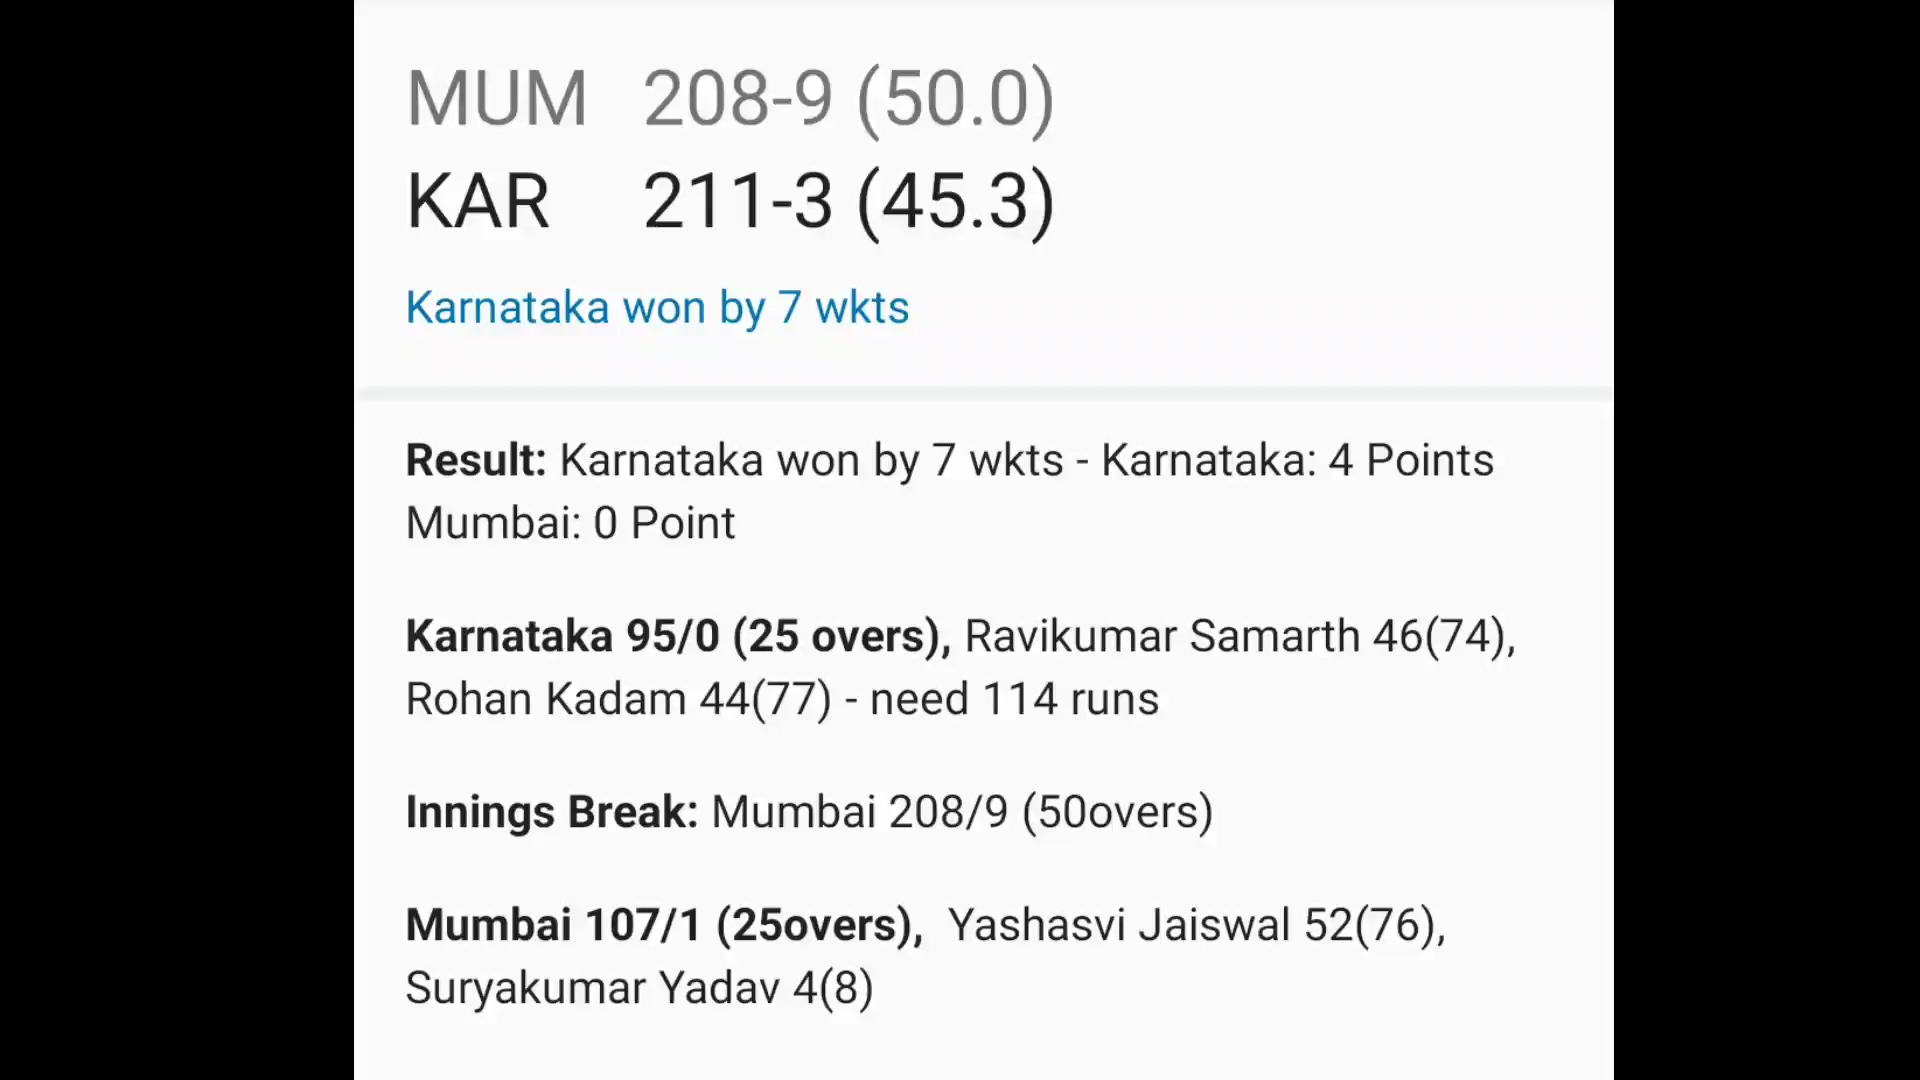 MUM 208-9 (50.0)
KAR 211-3 (45.3)
Karnataka won by 7 wkts
Result: Karnataka won by 7 wkts - Karnataka: 4 Points
Mumbai: 0 Point
Karnataka 95/0 (25 overs), Ravikumar Samarth 46(74),
Rohan Kadam 44(77) - need 114 runs
Innings Break: Mumbai 208/9 (50overs)
Mumbai 107/1 (25overs), Yashasvi Jaiswal 52(76),
Suryakumar Yadav 4(8)